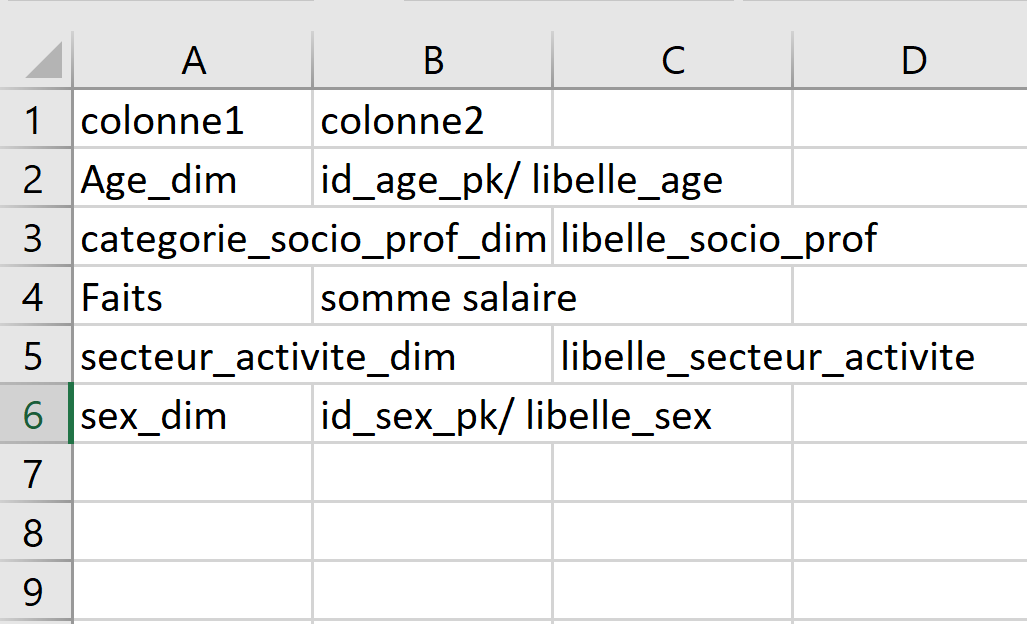 A B C D
1 colonne1 colonne2
2 Age_dim id_age_pk/ libelle_age
3 categorie_socio_prof_dim libelle_socio_prof
4 Faits somme salaire
5 secteur_activite_dim libelle_secteur_activite
6 sex_dim id_sex_pk/ libelle_sex
7
8
9